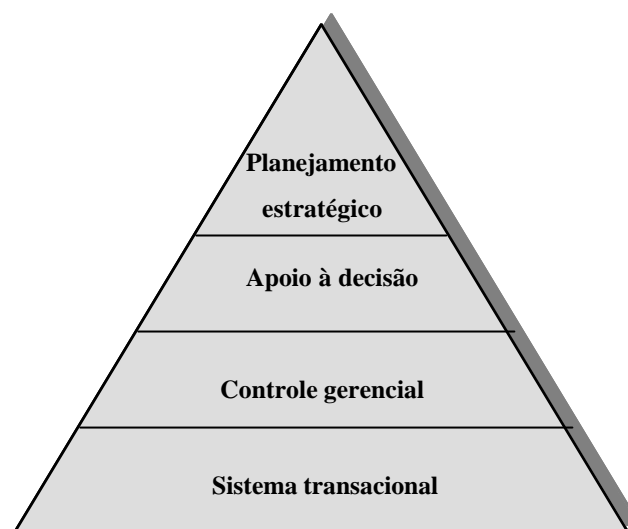 Planejamento
estratégico
Apoio à decisão
Controle gerencial
Sistema transacional